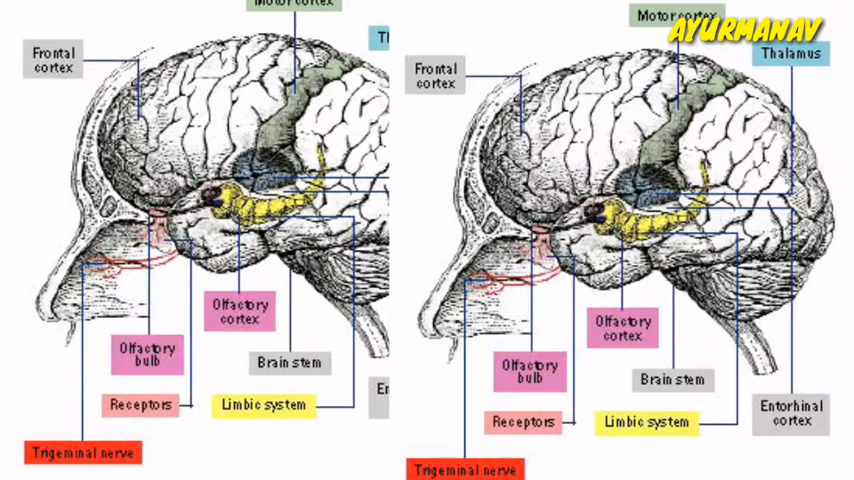 Motor cortex
Frontal
cortex
Olfactory
cortex
Olfactory
bulb
Brain stem
Receptors
Limbic system
Trigeminal nerve
Motor cortex
AYURMANAV
Thalamus
Frontal
cortex
Olfactory
cortex
Olfactory
bulb
Brain stem
Receptors
Limbic system
Entorhinal
cortex
Trigeminal nerve